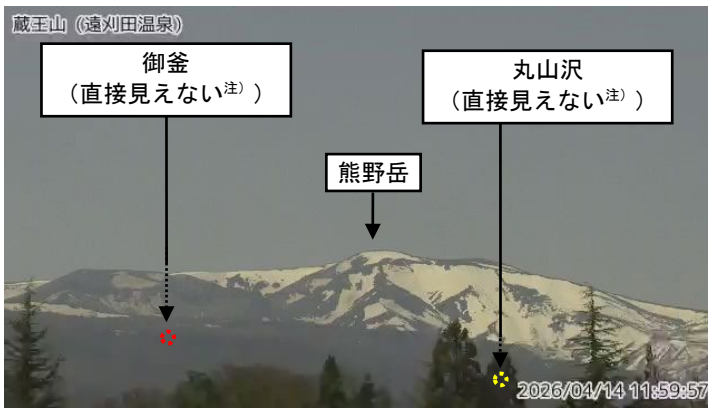 蔵王山（遠刈田温泉）
御釜
（直接見えない注））
丸山沢
（直接見えない注））
熊野岳
2026/04/14 11:59:57